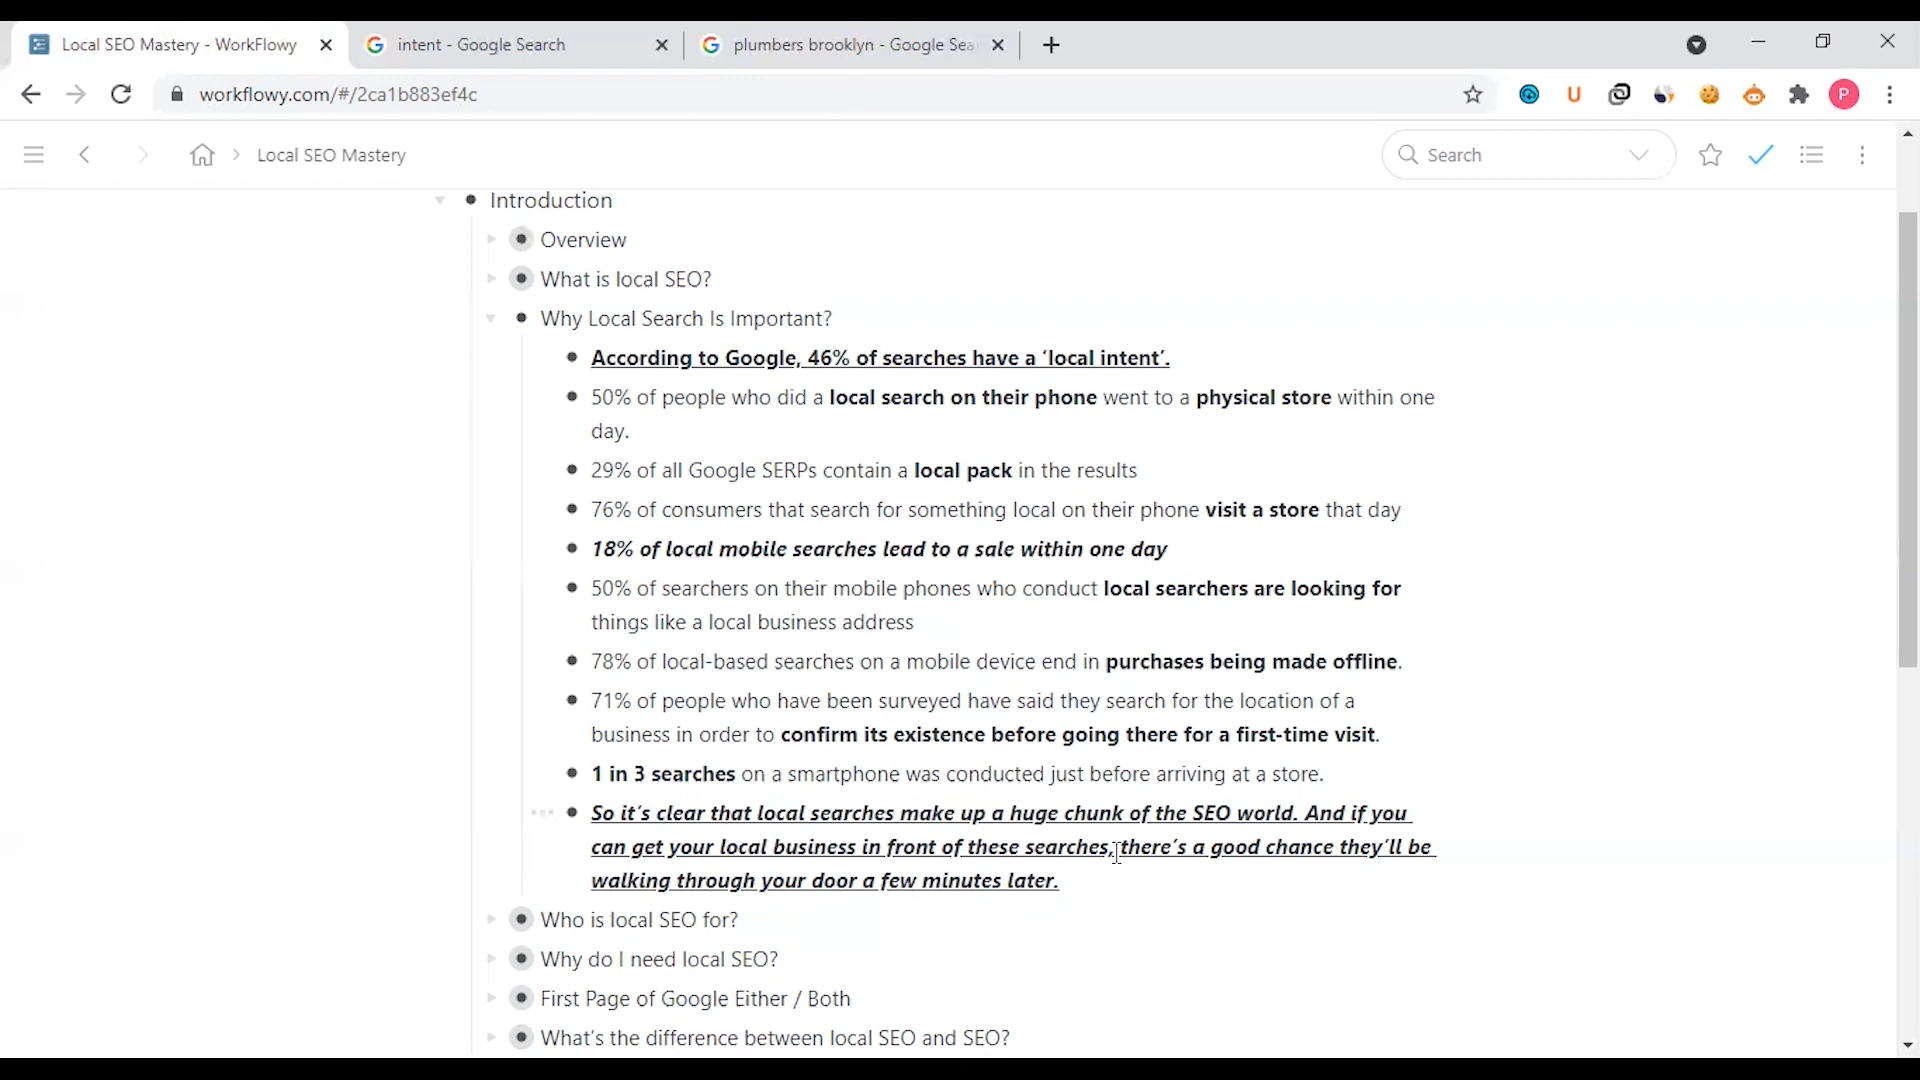 Local SEO Mastery - WorkFlowy
intent - Google Search
plumbers brooklyn - Google Sea
workflowy.com/#/2ca1b883ef4c
P
Local SEO Mastery
Search
Introduction
Overview
What is local SEO?
Why Local Search Is Important?
According to Google, 46% of searches have a ‘local intent’.
50% of people who did a local search on their phone went to a physical store within one
day.
29% of all Google SERPs contain a local pack in the results
76% of consumers that search for something local on their phone visit a store that day
18% of local mobile searches lead to a sale within one day
50% of searchers on their mobile phones who conduct local searchers are looking for
things like a local business address
78% of local-based searches on a mobile device end in purchases being made offline.
71% of people who have been surveyed have said they search for the location of a
business in order to confirm its existence before going there for a first-time visit.
1 in 3 searches on a smartphone was conducted just before arriving at a store.
So it’s clear that local searches make up a huge chunk of the SEO world. And if you
can get your local business in front of these searches, there’s a good chance they’ll be
walking through your door a few minutes later.
Who is local SEO for?
Why do I need local SEO?
First Page of Google Either / Both
What’s the difference between local SEO and SEO?